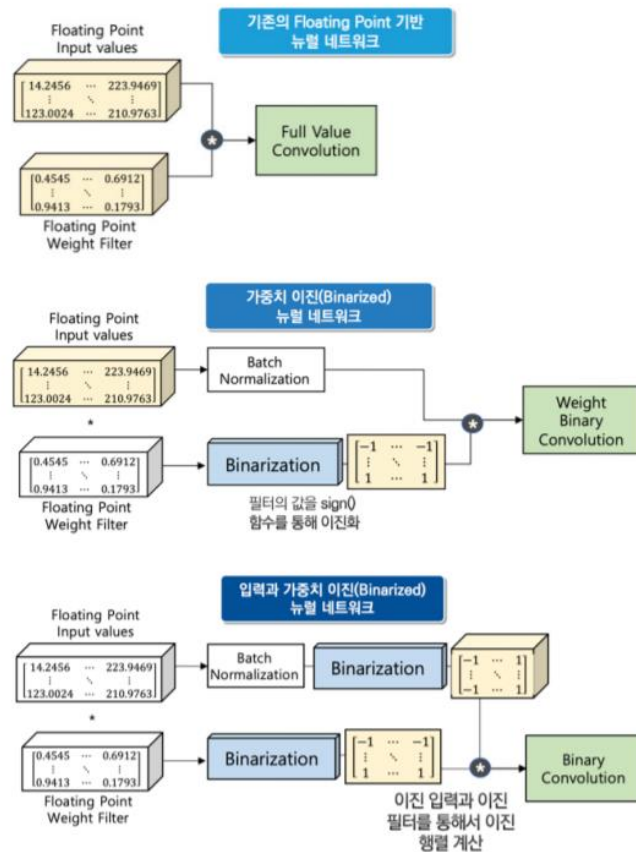 기존의 Floating Point 기반
뉴럴 네트워크
Floating Point
Input values
14.2456 ⋯ 223.9469
⋮ ⋱ ⋮
123.0024 ⋯ 210.9763
*
Full Value
Convolution
0.4545 ⋯ 0.6912
⋮ ⋱ ⋮
0.9413 ⋯ 0.1793
Floating Point
Weight Filter
가중치 이진(Binarized)
뉴럴 네트워크
Floating Point
Input values
14.2456 ⋯ 223.9469
⋮ ⋱ ⋮
123.0024 ⋯ 210.9763
Batch
Normalization
*
*
Weight
Binary
Convolution
0.4545 ⋯ 0.6912
⋮ ⋱ ⋮
0.9413 ⋯ 0.1793
Binarization
-1 ⋯ -1
⋮ ⋱ ⋮
1 ⋯ 1
Floating Point
Weight Filter
필터의 값을 sign()
함수를 통해 이진화
입력과 가중치 이진(Binarized)
뉴럴 네트워크
Floating Point
Input values
14.2456 ⋯ 223.9469
⋮ ⋱ ⋮
123.0024 ⋯ 210.9763
Batch
Normalization
Binarization
-1 ⋯ 1
⋮ ⋱ ⋮
-1 ⋯ 1
*
0.4545 ⋯ 0.6912
⋮ ⋱ ⋮
0.9413 ⋯ 0.1793
Binarization
-1 ⋯ -1
⋮ ⋱ ⋮
1 ⋯ 1
*
Binary
Convolution
Floating Point
Weight Filter
이진 입력과 이진
필터를 통해서 이진
행렬 계산